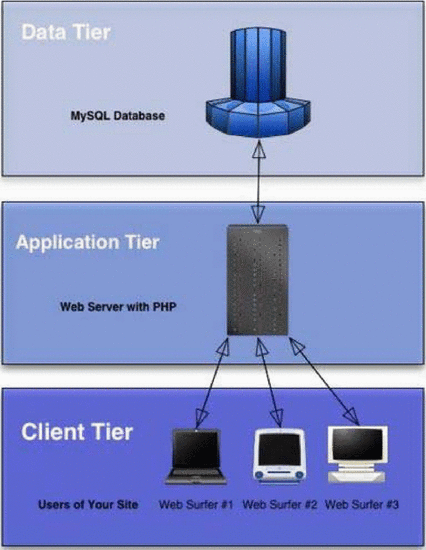 Data Tier
MySQL Database
Application Tier
Web Server with PHP
Client Tier
Users of Your Site
Web Surfer #1
Web Surfer #2
Web Surfer #3